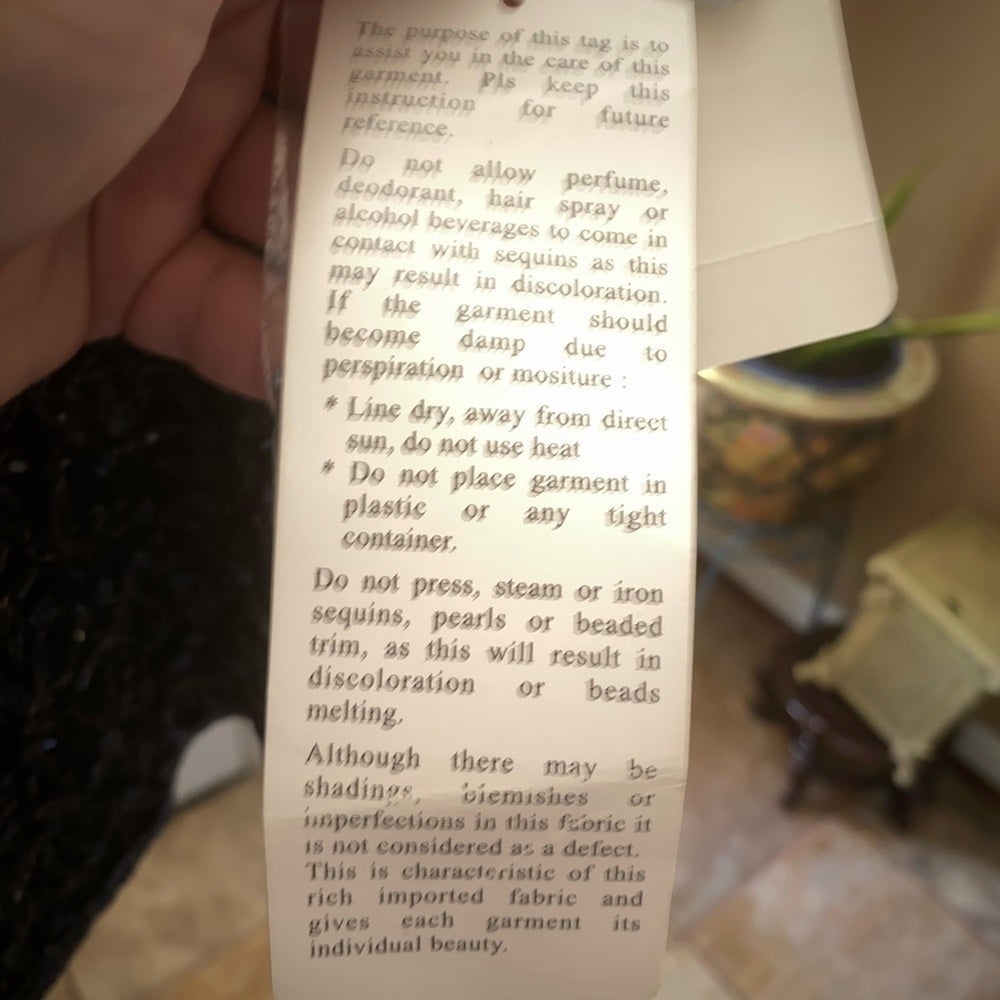 The purpose of this tag is to
assist you in the care of this
garment. Pls keep this
instruction for future
reference.
Do not allow perfume,
deodorant, hair spray or
alcohol beverages to come in
contact with sequins as this
may result in discoloration.
If the garment should
become damp due to
perspiration or mositure :
* Line dry, away from direct
sun, do not use heat
* Do not place garment in
plastic or any tight
container.
Do not press, steam or iron
sequins, pearls or beaded
trim, as this will result in
discoloration or beads
melting.
Although there may be
shadings, biemishes or
imperfections in this fabric it
is not considered as a defect.
This is characteristic of this
rich imported fabric and
gives each garment its
individual beauty.